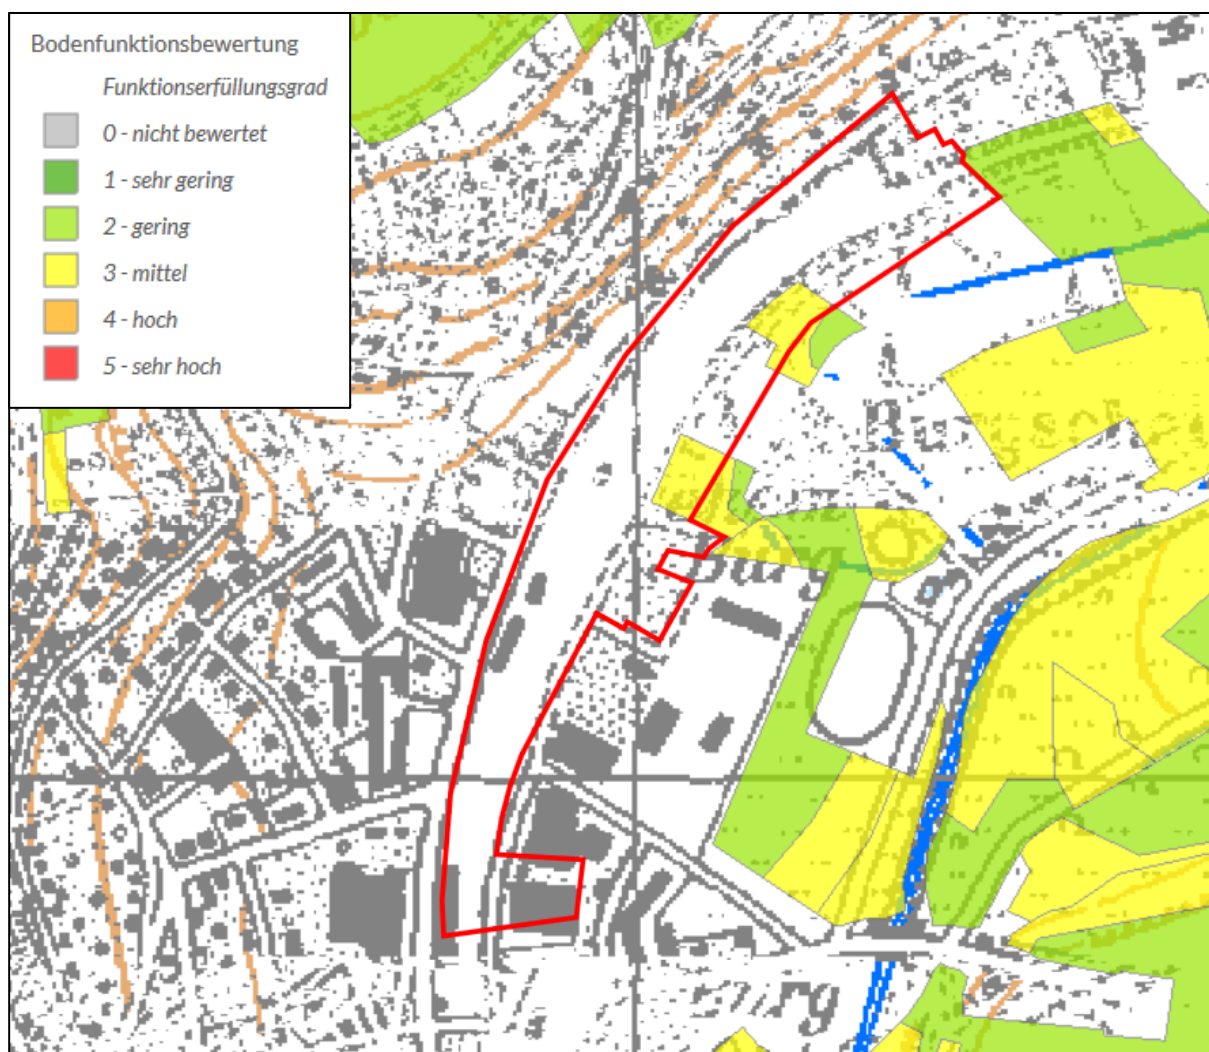 Bodenfunktionsbewertung
Funktionserfüllungsgrad
0 - nicht bewertet
1 - sehr gering
2 - gering
3 - mittel
4 - hoch
5 - sehr hoch